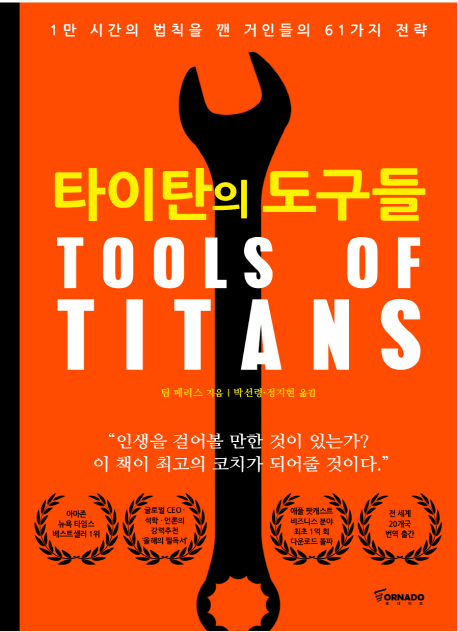 1만 시간의 법칙을 깬 거인들의 61가지 전략
타이탄의 도구들
TOOLS OF
TITANS
팀 페리스 지음 | 박선령·정지현 옮김
“인생을 걸어볼 만한 것이 있는가?
이 책이 최고의 코치가 되어줄 것이다.”
아마존
뉴욕 타임스
베스트셀러 1위
글로벌 CEO·
석학·언론의
강력추천
‘올해의 필독서’
애플 팟캐스트
비즈니스 분야
최초 1억 회
다운로드 돌파
전 세계
20개국
번역 출간
TORNADO
토네이도